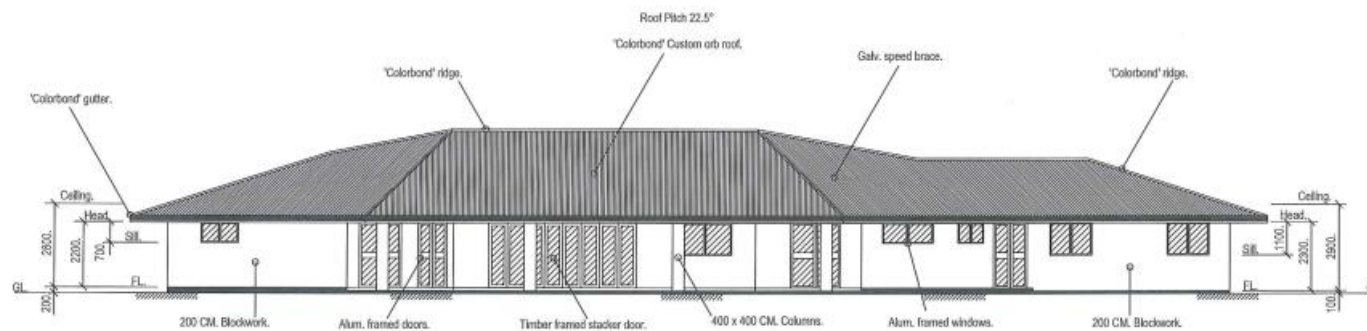 Roof Pitch 22.5°
'Colorbond' Custom orb roof.
Galv. speed brace.
'Colorbond' ridge.
'Colorbond' ridge.
'Colorbond' gutter.
Ceiling.
Head.
Sill.
FL.
GL.
2800.
2200.
700.
200.
Ceiling.
Head.
Sill.
FL.
1100.
2300.
2900.
100.
200 CM. Blockwork.
Alum. framed doors.
Timber framed stacker door.
400 x 400 CM. Columns.
Alum. framed windows.
200 CM. Blockwork.